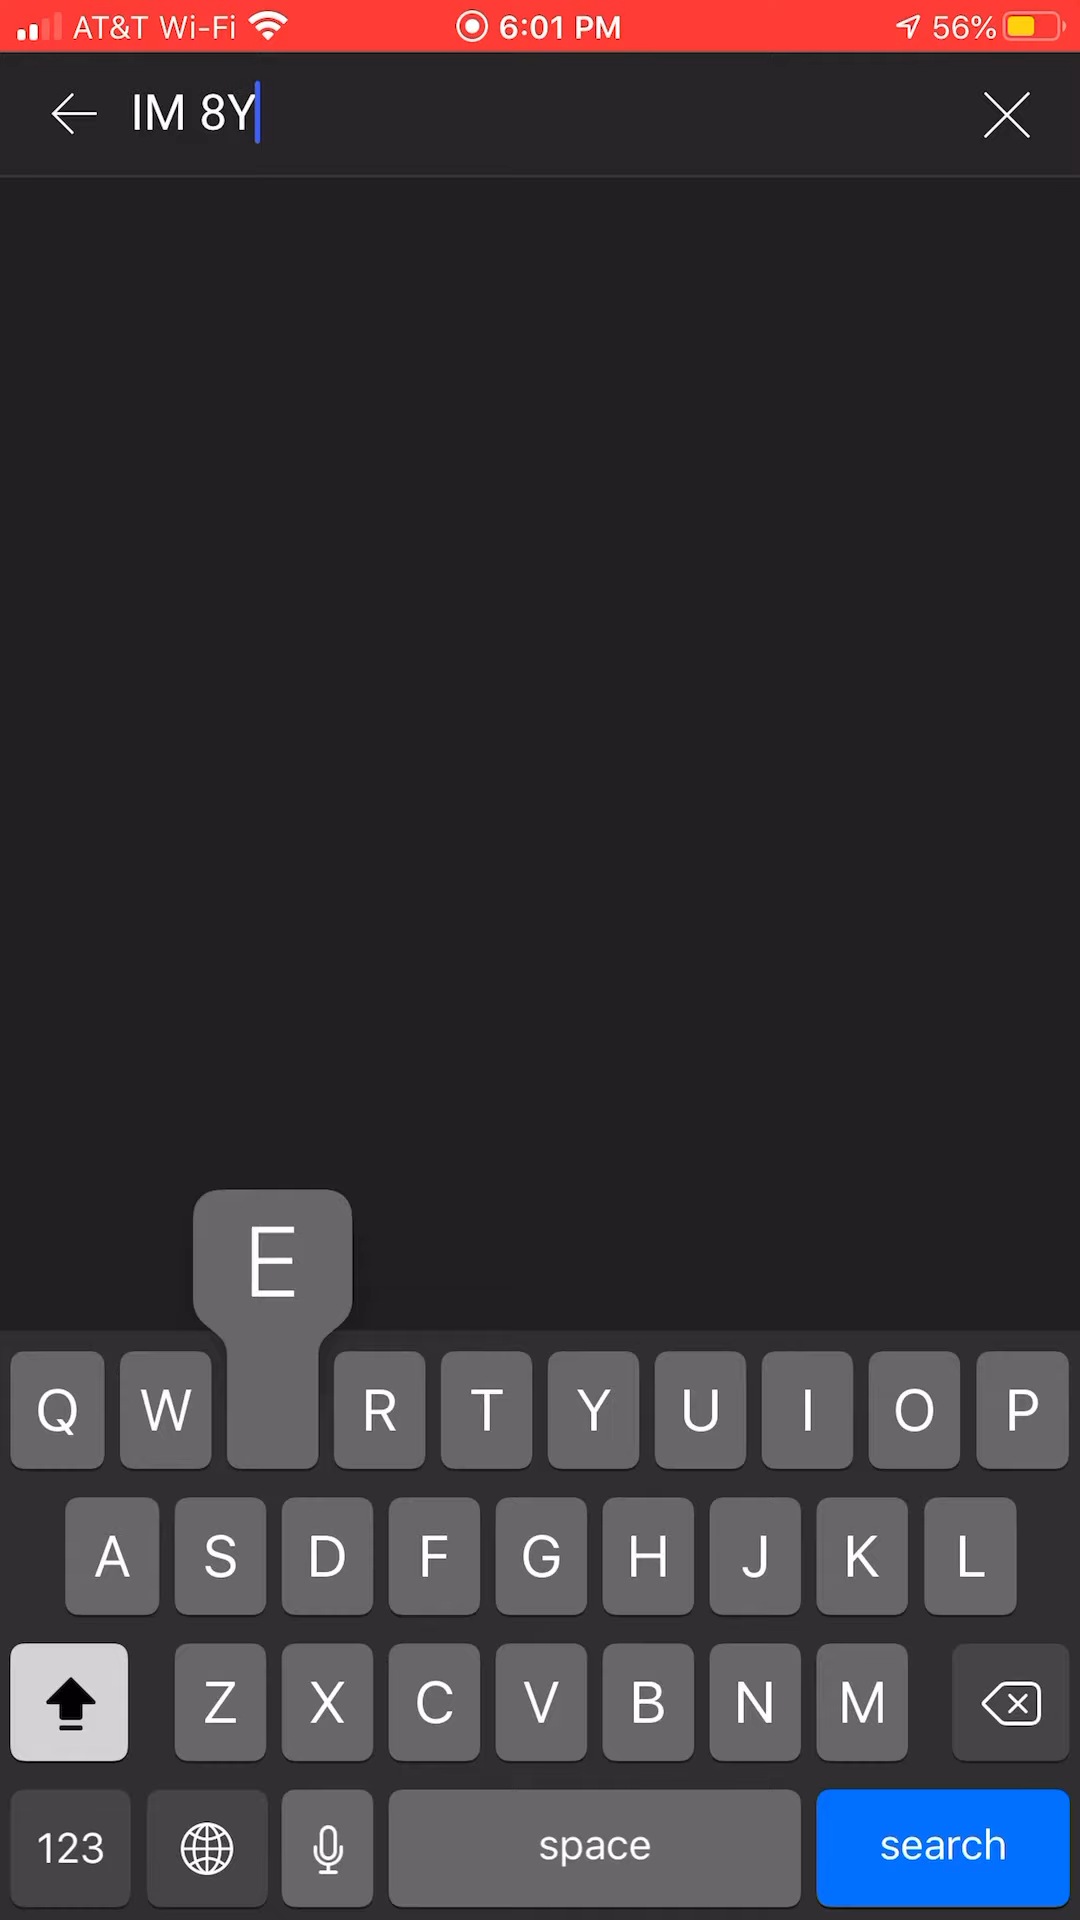 AT&T Wi-Fi 6:01 PM 56%
IM 8Y
E
Q W R T Y U I O P
A S D F G H J K L
Z X C V B N M
123 space search